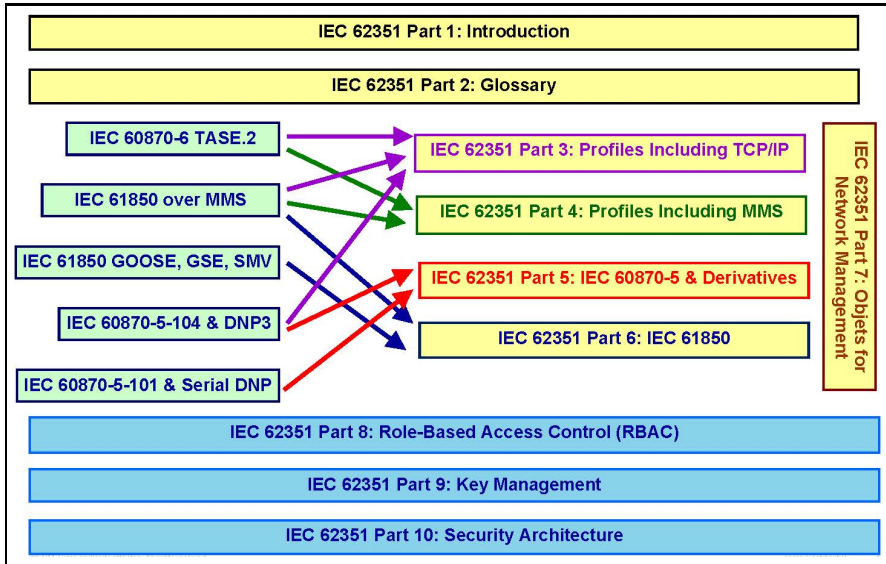 IEC 62351 Part 1: Introduction
IEC 62351 Part 2: Glossary
IEC 60870-6 TASE.2
IEC 61850 over MMS
IEC 61850 GOOSE, GSE, SMV
IEC 60870-5-104 & DNP3
IEC 60870-5-101 & Serial DNP
IEC 62351 Part 3: Profiles Including TCP/IP
IEC 62351 Part 4: Profiles Including MMS
IEC 62351 Part 5: IEC 60870-5 & Derivatives
IEC 62351 Part 6: IEC 61850
IEC 62351 Part 7: Objets for
Network Management
IEC 62351 Part 8: Role-Based Access Control (RBAC)
IEC 62351 Part 9: Key Management
IEC 62351 Part 10: Security Architecture